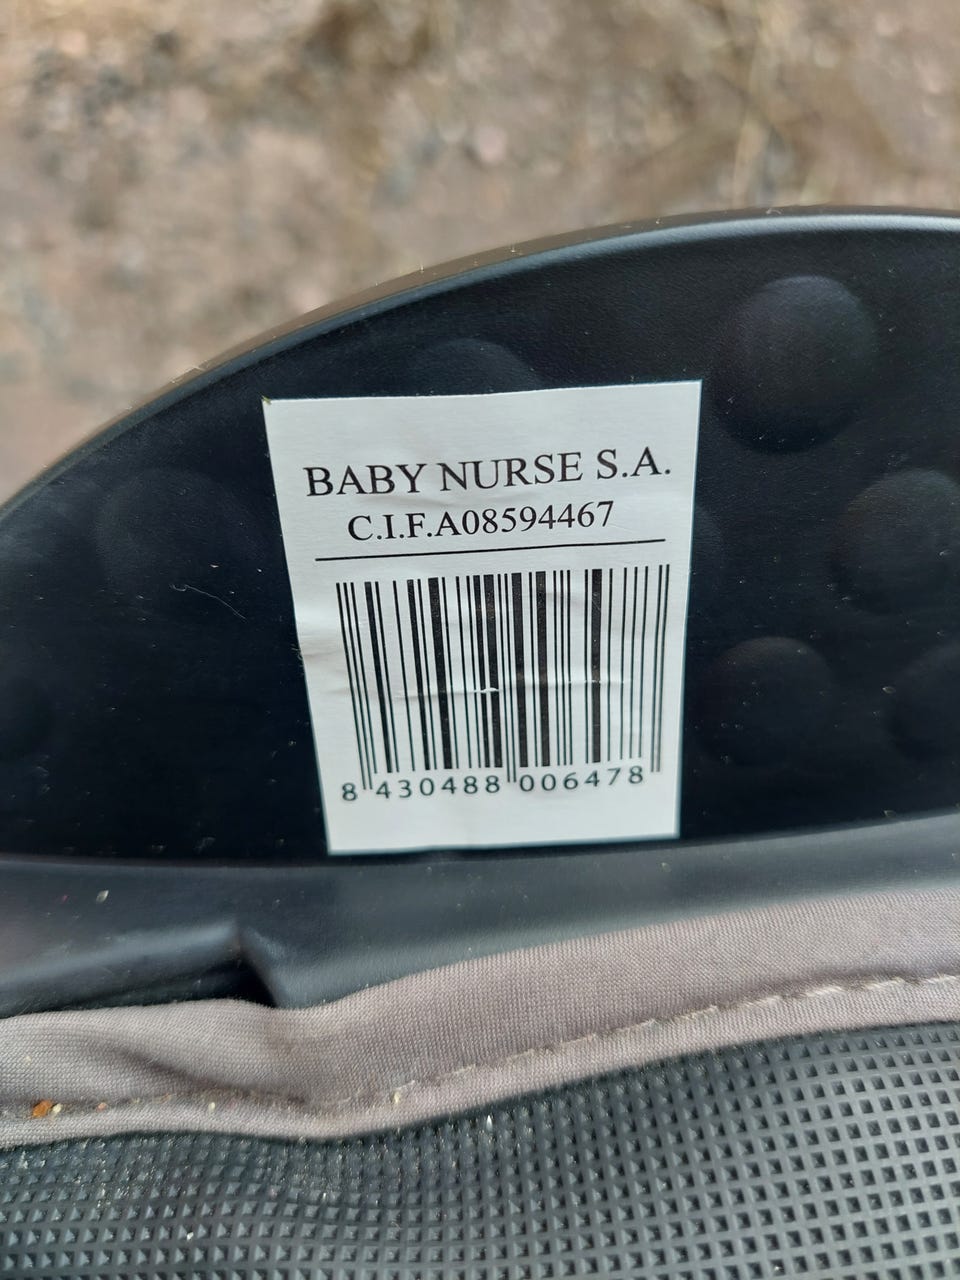 BABY NURSE S.A.
C.I.F.A08594467
8 430488 006478